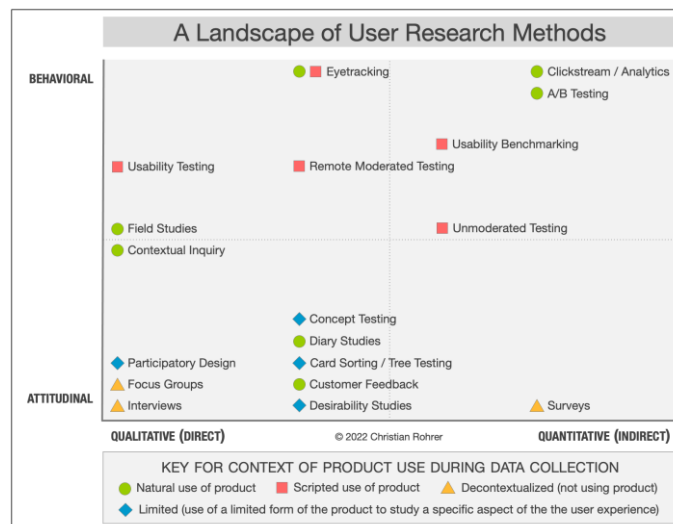 A Landscape of User Research Methods
BEHAVIORAL
Eyetracking
Clickstream / Analytics
A/B Testing
Usability Benchmarking
Usability Testing
Remote Moderated Testing
Field Studies
Unmoderated Testing
Contextual Inquiry
Concept Testing
Diary Studies
Participatory Design
Card Sorting / Tree Testing
Focus Groups
Customer Feedback
ATTITUDINAL
Interviews
Desirability Studies
Surveys
QUALITATIVE (DIRECT)
© 2022 Christian Rohrer
QUANTITATIVE (INDIRECT)
KEY FOR CONTEXT OF PRODUCT USE DURING DATA COLLECTION
Natural use of product
Scripted use of product
Decontextualized (not using product)
Limited (use of a limited form of the product to study a specific aspect of the the user experience)